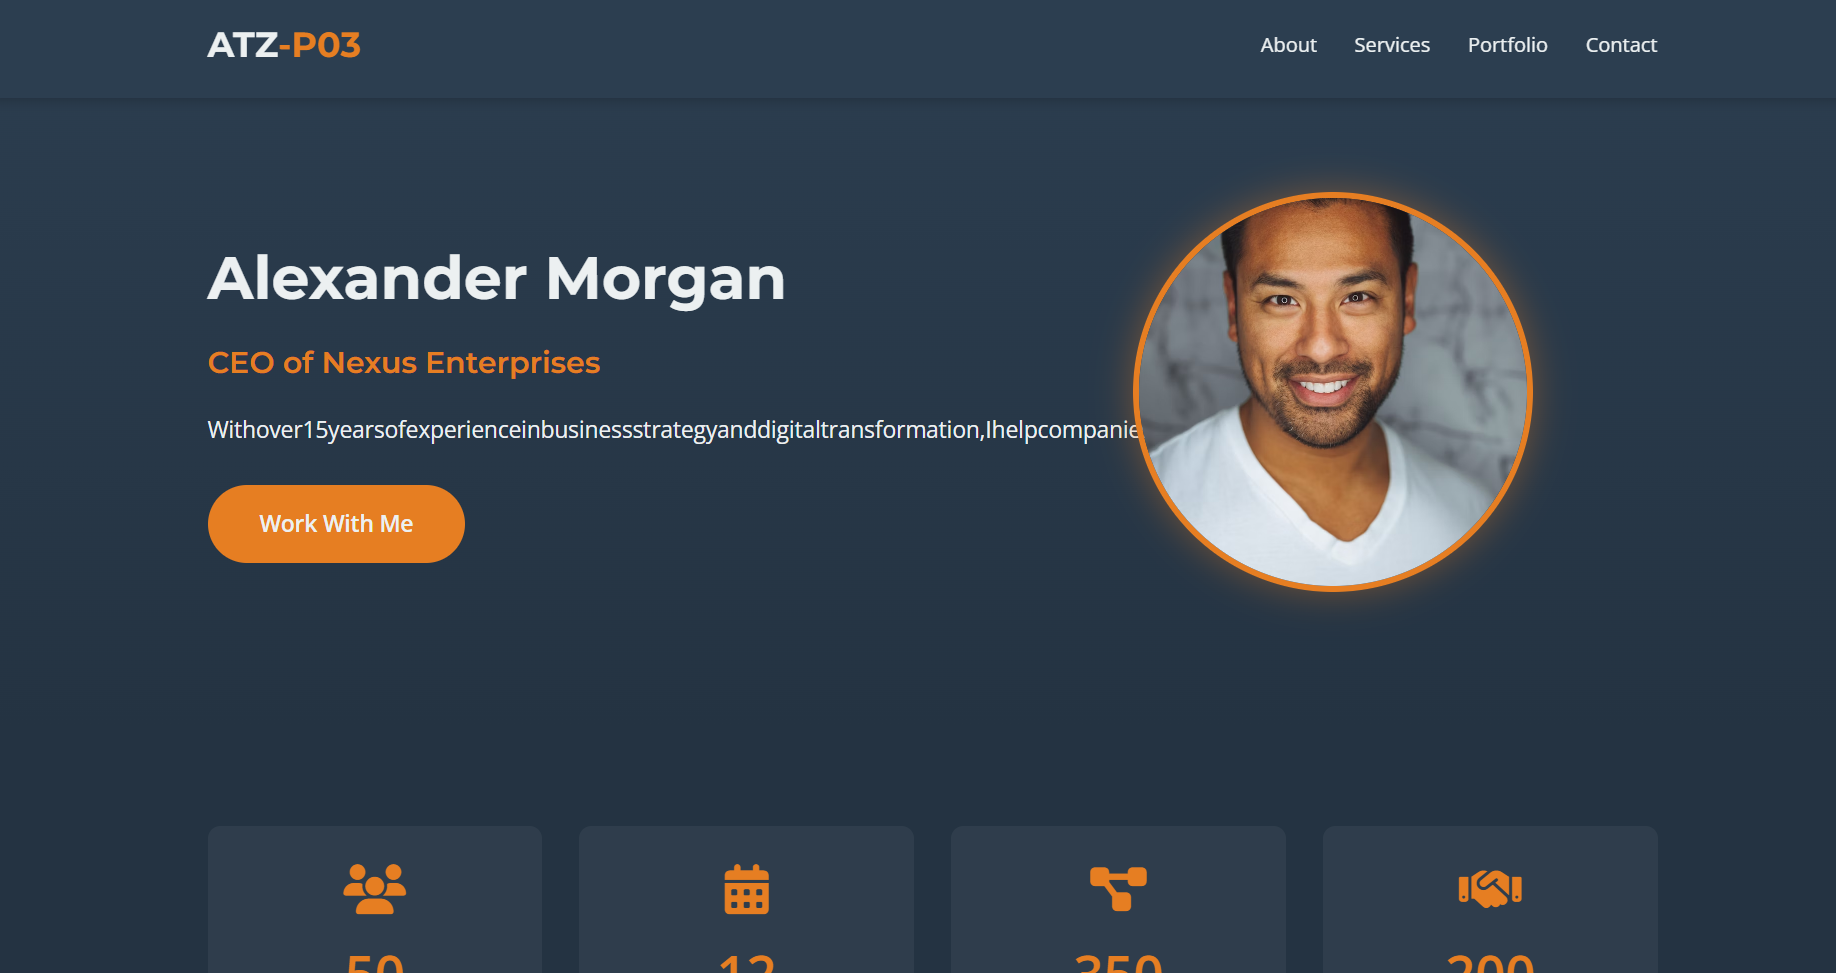 ATZ-P03
About Services Portfolio Contact
Alexander Morgan
CEO of Nexus Enterprises
Withover15yearsofexperienceinbusinessstrategyanddigitaltransformation,Ihelpcompanie
Work With Me
50 12 350 200